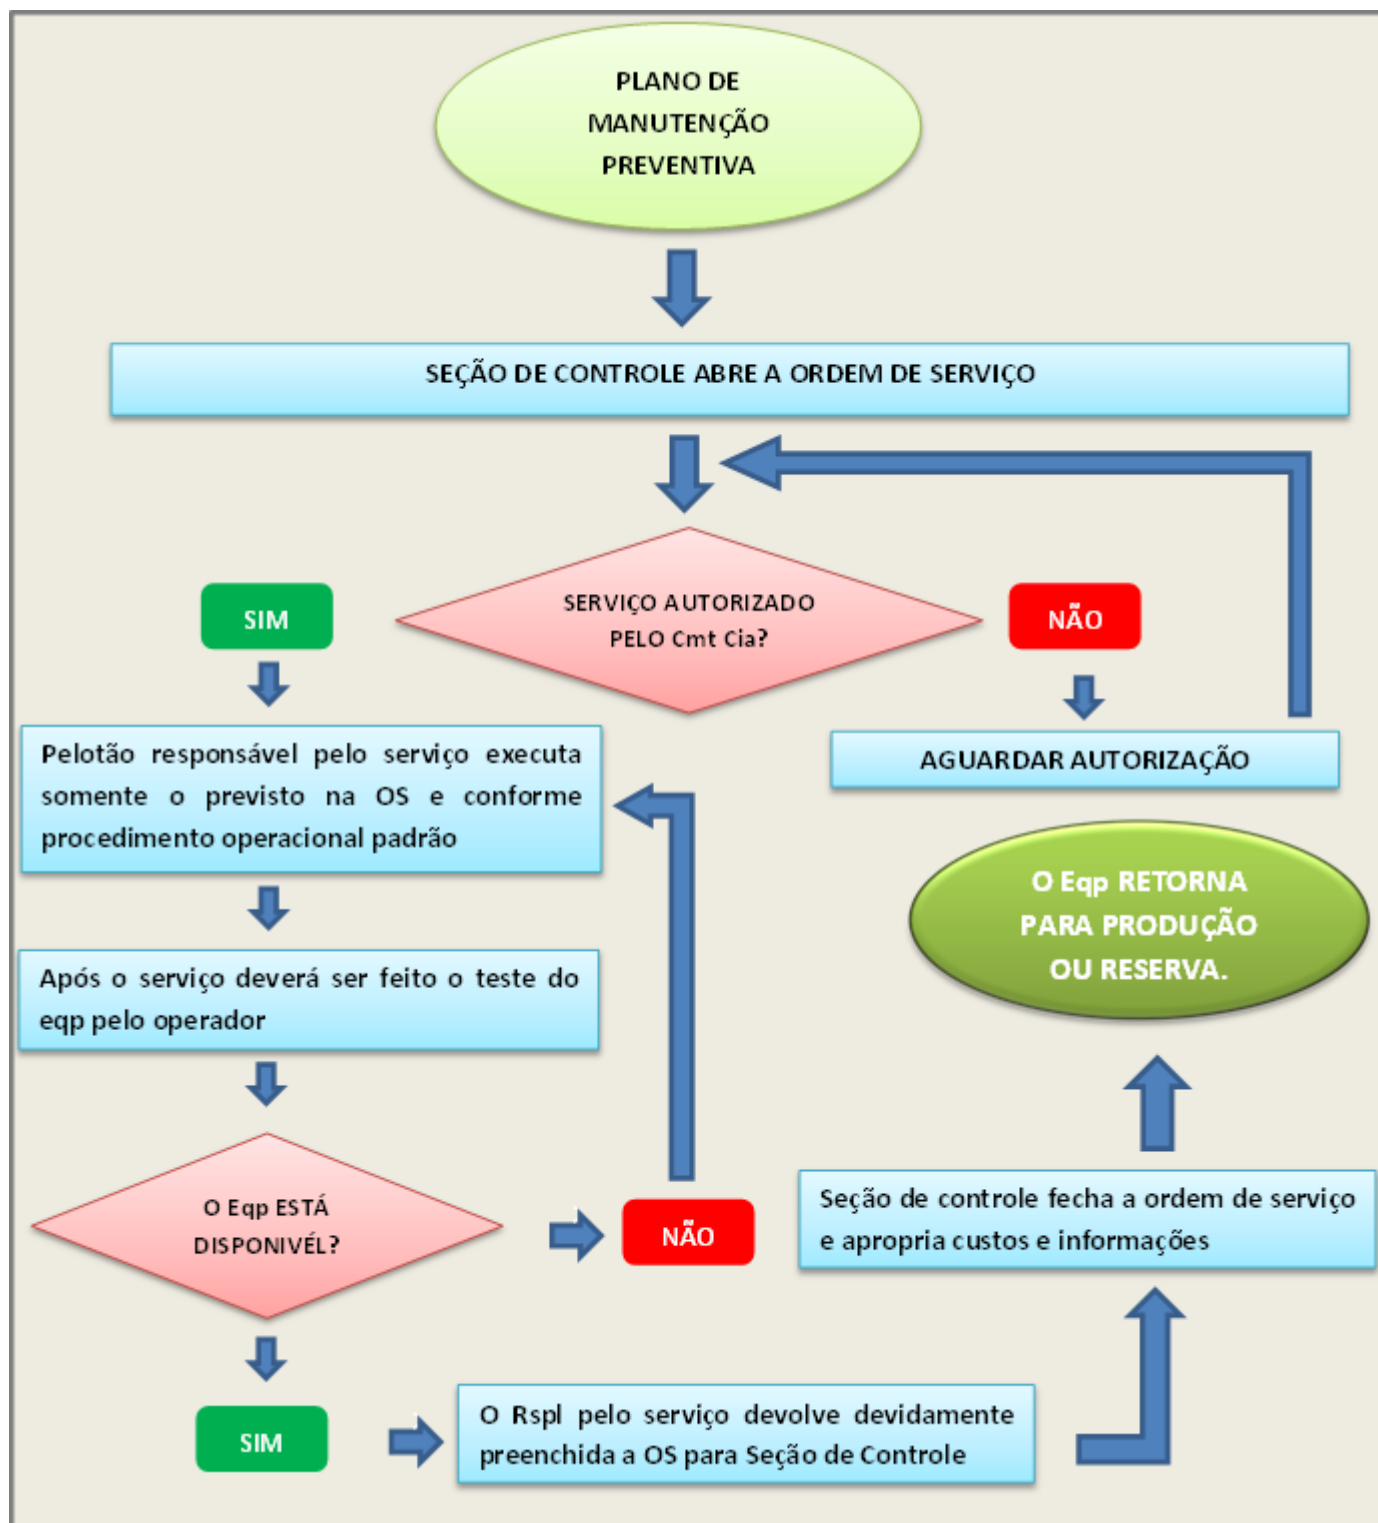 PLANO DE
MANUTENÇÃO
PREVENTIVA
SEÇÃO DE CONTROLE ABRE A ORDEM DE SERVIÇO
SERVIÇO AUTORIZADO
PELO Cmt Cia?
SIM
NÃO
Pelotão responsável pelo serviço executa
somente o previsto na OS e conforme
procedimento operacional padrão
AGUARDAR AUTORIZAÇÃO
O Eqp RETORNA
PARA PRODUÇÃO
OU RESERVA.
Após o serviço deverá ser feito o teste do
eqp pelo operador
O Eqp ESTÁ
DISPONIVÉL?
NÃO
Seção de controle fecha a ordem de serviço
e apropria custos e informações
SIM
O Rspl pelo serviço devolve devidamente
preenchida a OS para Seção de Controle